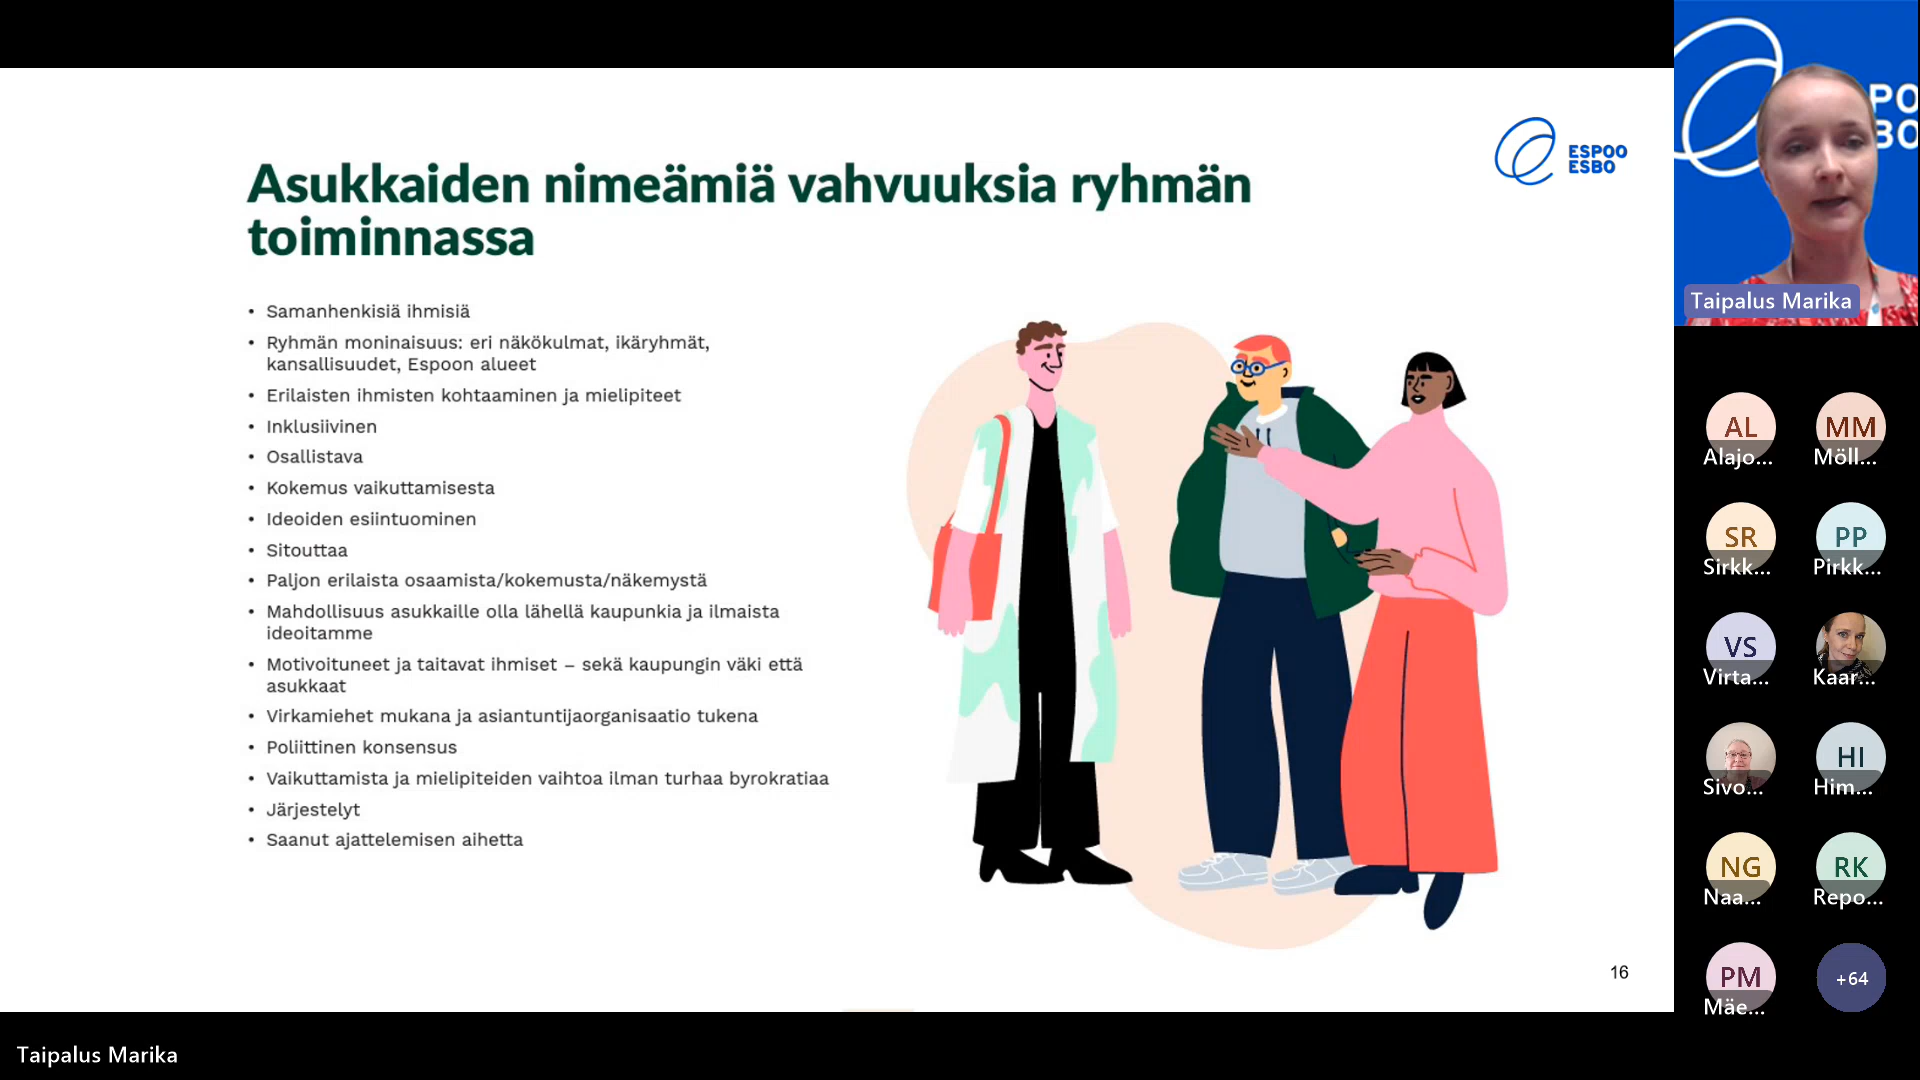 Asukkaiden nimeämiä vahvuuksia ryhmän
toiminnassa
• Samanhenkisiä ihmisiä
• Ryhmän moninaisuus: eri näkökulmat, ikäryhmät,
kansallisuudet, Espoon alueet
• Erilaisten ihmisten kohtaaminen ja mielipiteet
• Inklusiivinen
• Osallistava
• Kokemus vaikuttamisesta
• Ideoiden esiintuominen
• Sitouttaa
• Paljon erilaista osaamista/kokemusta/näkemystä
• Mahdollisuus asukkaille olla lähellä kaupunkia ja ilmaista
ideoitamme
• Motivoituneet ja taitavat ihmiset – sekä kaupungin väki että
asukkaat
• Virkamiehet mukana ja asiantuntijaorganisaatio tukena
• Poliittinen konsensus
• Vaikuttamista ja mielipiteiden vaihtoa ilman turhaa byrokratiaa
• Järjestelyt
• Saanut ajattelemisen aihetta
ESPOO
ESBO
16
PO
BO
Taipalus Marika
AL
Alajo...
MM
Möll...
SR
Sirkk...
PP
Pirkk...
VS
Virta...
Kaar...
Sivo...
HI
Him...
NG
Naa...
RK
Repo...
PM
Mäe...
+64
Taipalus Marika